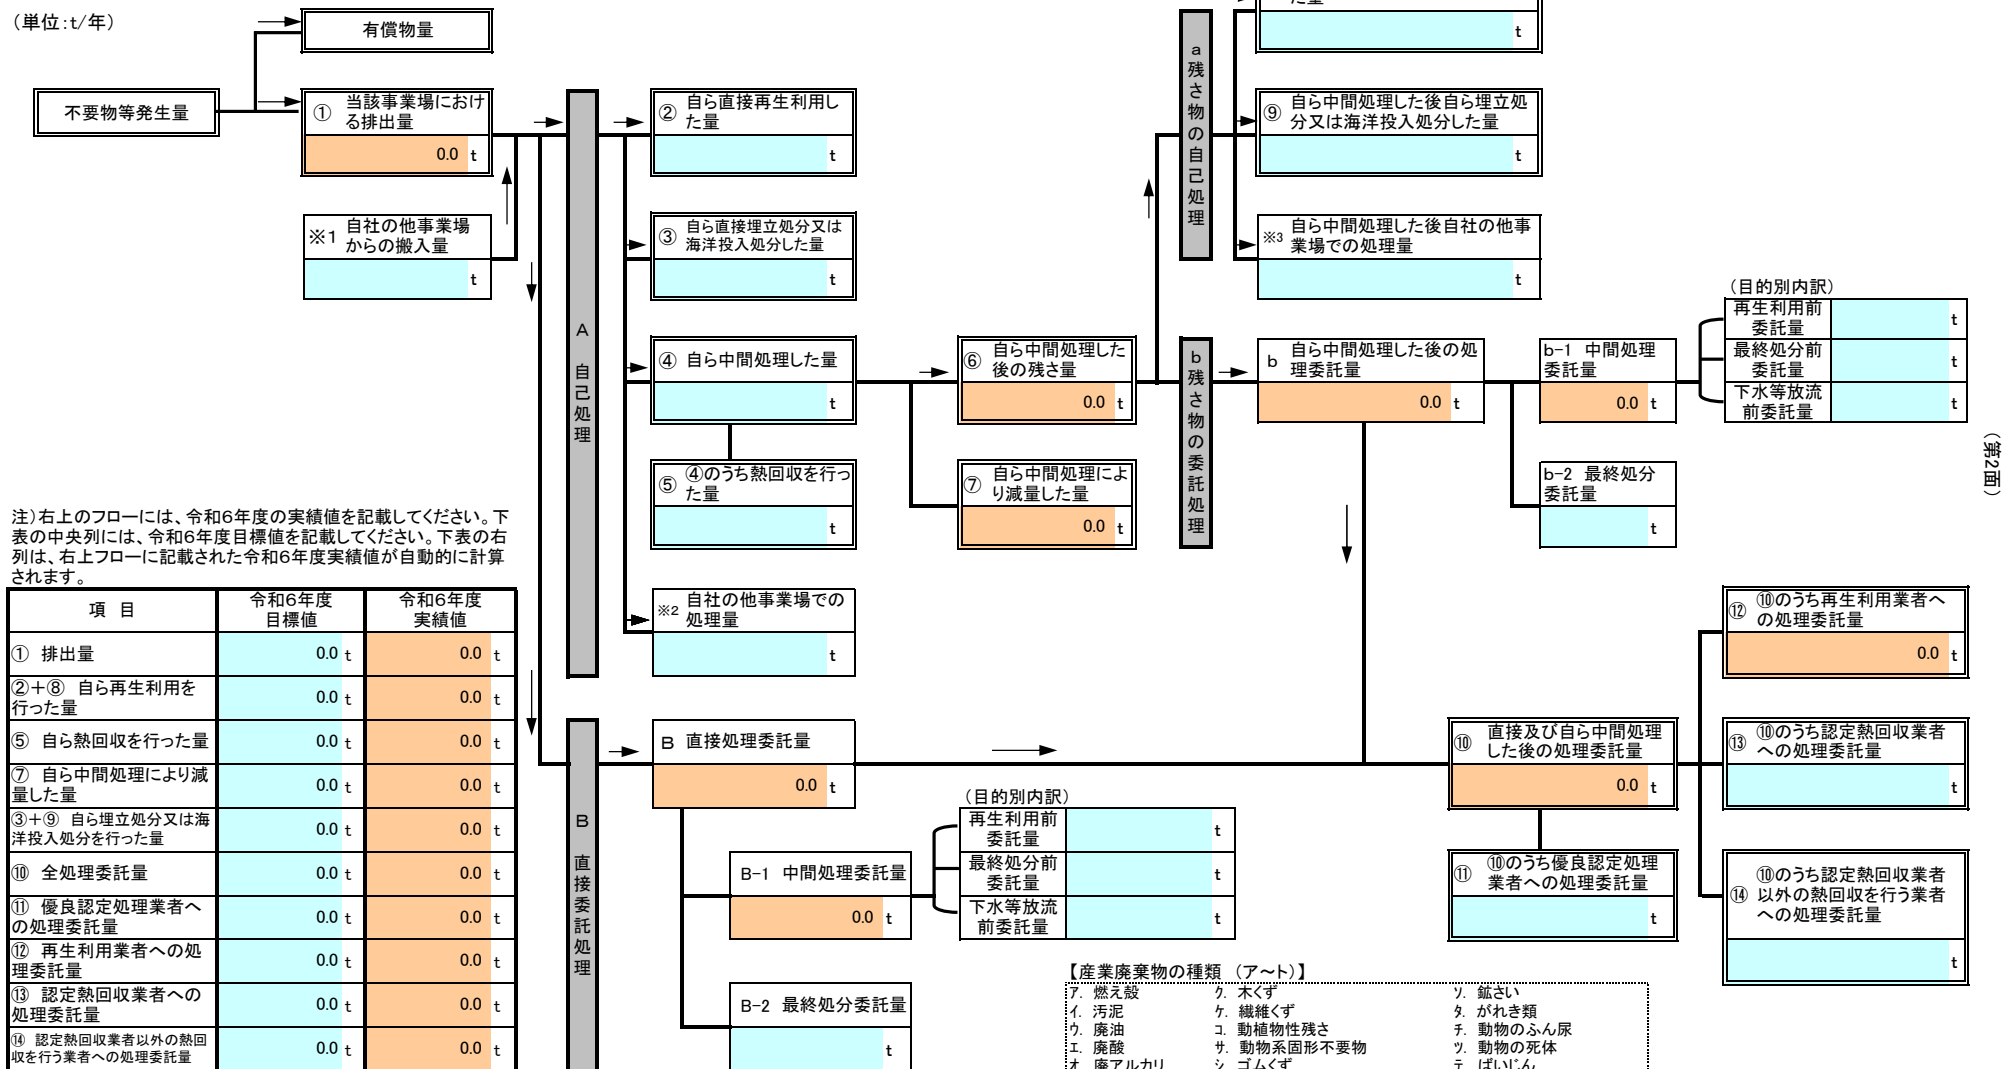 (単位:t/年)
有償物量
不要物等発生量
① 当該事業場におけ
る排出量
0.0 t
※1 自社の他事業場
からの搬入量
t
A 自己処理
② 自ら直接再生利用し
た量
t
③ 自ら直接埋立処分又は
海洋投入処分した量
t
④ 自ら中間処理した量
t
⑤ ④のうち熱回収を行っ
た量
t
※2 自社の他事業場での
処理量
t
⑥ 自ら中間処理した
後の残さ量
0.0 t
⑦ 自ら中間処理によ
り減量した量
0.0 t
a 残さ物の自己処理
t
⑨ 自ら中間処理した後自ら埋立処
分又は海洋投入処分した量
t
※3 自ら中間処理した後自社の他事
業場での処理量
t
b 残さ物の委託処理
b 自ら中間処理した後の処
理委託量
0.0 t
b-1 中間処理
委託量
0.0 t
b-2 最終処分
委託量
t
(目的別内訳)
再生利用前
委託量
t
最終処分前
委託量
t
下水等放流
前委託量
t
(第2面)
注)右上のフローには、令和6年度の実績値を記載してください。下
表の中央列には、令和6年度目標値を記載してください。下表の右
列は、右上フローに記載された令和6年度実績値が自動的に計算
されます。
項 目 令和6年度
目標値 令和6年度
実績値
① 排出量 0.0 t 0.0 t
②+⑧ 自ら再生利用を
行った量 0.0 t 0.0 t
⑤ 自ら熱回収を行った量 0.0 t 0.0 t
⑦ 自ら中間処理により減
量した量 0.0 t 0.0 t
③+⑨ 自ら埋立処分又は海
洋投入処分を行った量 0.0 t 0.0 t
⑩ 全処理委託量 0.0 t 0.0 t
⑪ 優良認定処理業者へ
の処理委託量 0.0 t 0.0 t
⑫ 再生利用業者への処
理委託量 0.0 t 0.0 t
⑬ 認定熱回収業者への
処理委託量 0.0 t 0.0 t
⑭ 認定熱回収業者以外の熱回
収を行う業者への処理委託量 0.0 t 0.0 t
B 直接委託処理
B 直接処理委託量
0.0 t
B-1 中間処理委託量
0.0 t
B-2 最終処分委託量
t
(目的別内訳)
再生利用前
委託量
t
最終処分前
委託量
t
下水等放流
前委託量
t
⑩ 直接及び自ら中間処理
した後の処理委託量
0.0 t
⑪ ⑩のうち優良認定処理
業者への処理委託量
t
⑫ ⑩のうち再生利用業者へ
の処理委託量
0.0 t
⑬ ⑩のうち認定熱回収業者
への処理委託量
t
⑭ ⑩のうち認定熱回収業者
以外の熱回収を行う業者
への処理委託量
t
【産業廃棄物の種類 (ア～ト)】
ア. 燃え殻 ク. 木くず ソ. 鉱さい
イ. 汚泥 ケ. 繊維くず タ. がれき類
ウ. 廃油 コ. 動植物性残さ チ. 動物のふん尿
エ. 廃酸 サ. 動物系固形不要物 ツ. 動物の死体
オ. 廃アルカリ シ. ゴムくず テ. ばいじん